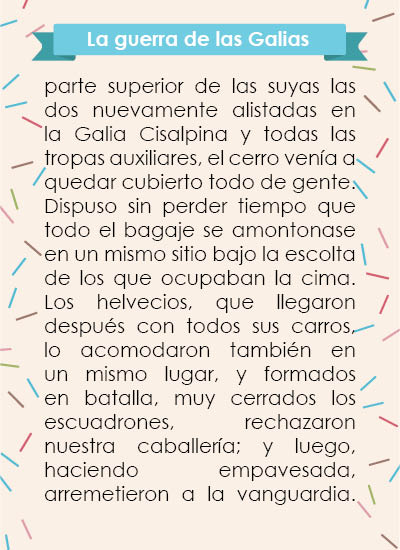 La guerra de las Galias
parte superior de las suyas las
dos nuevamente alistadas en
la Galia Cisalpina y todas las
tropas auxiliares, el cerro venía a
quedar cubierto todo de gente.
Dispuso sin perder tiempo que
todo el bagaje se amontonase
en un mismo sitio bajo la escolta
de los que ocupaban la cima.
Los helvecios, que llegaron
después con todos sus carros,
lo acomodaron también en
un mismo lugar, y formados
en batalla, muy cerrados los
escuadrones, rechazaron
nuestra caballería; y luego,
haciendo empavesada,
arremetieron a la vanguardia.